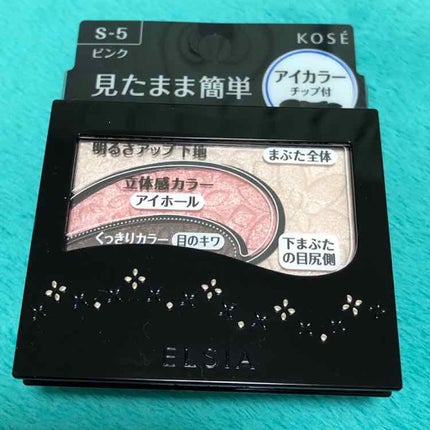 S-5
ピンク
KOSÉ
見たまま簡単
アイカラー
チップ付
明るさアップ下地
まぶた全体
立体感カラー
アイホール
くっきりカラー
目のキワ
下まぶた
の目尻側
ELSIA